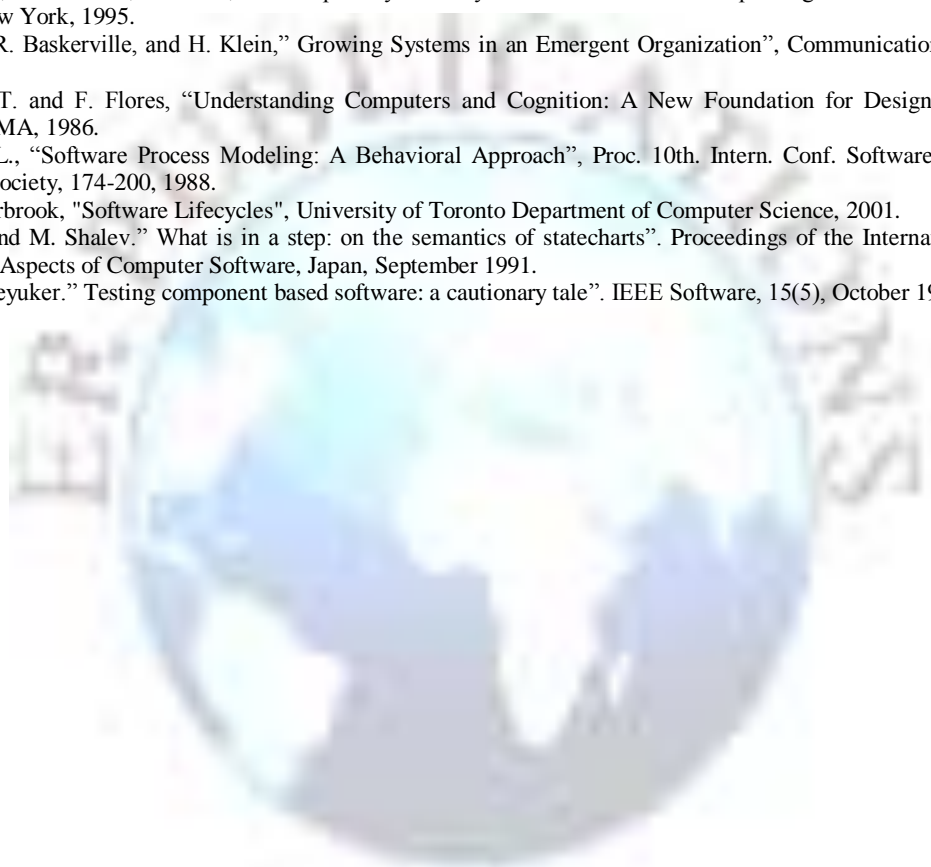 w York, 1995.
R. Baskerville, and H. Klein,” Growing Systems in an Emergent Organization”, Communication
T. and F. Flores, “Understanding Computers and Cognition: A New Foundation for Design
MA, 1986.
L., “Software Process Modeling: A Behavioral Approach”, Proc. 10th. Intern. Conf. Software
ociety, 174-200, 1988.
rbrook, "Software Lifecycles", University of Toronto Department of Computer Science, 2001.
nd M. Shalev.” What is in a step: on the semantics of statecharts”. Proceedings of the Interna
Aspects of Computer Software, Japan, September 1991.
eyuker.” Testing component based software: a cautionary tale”. IEEE Software, 15(5), October 19
ER PUBLICATIONS